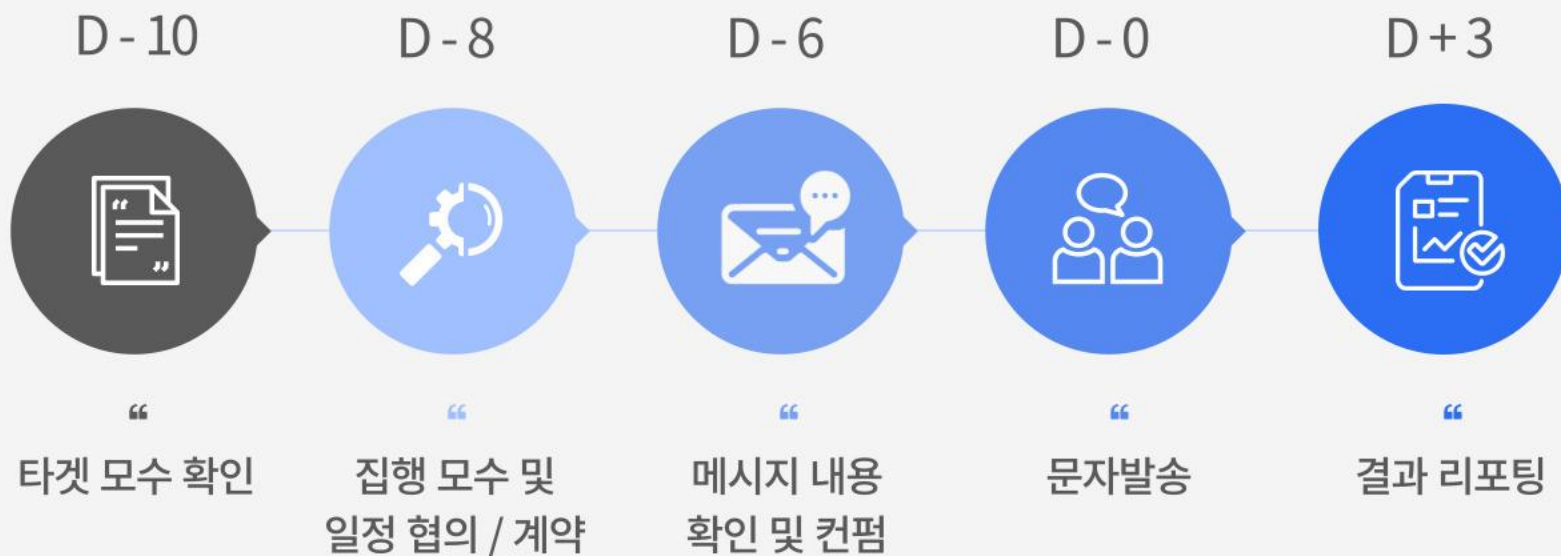 D - 10
D - 8
D - 6
D - 0
D + 3
타겟 모수 확인
집행 모수 및
일정 협의 / 계약
메시지 내용
확인 및 컨펌
문자발송
결과 리포팅